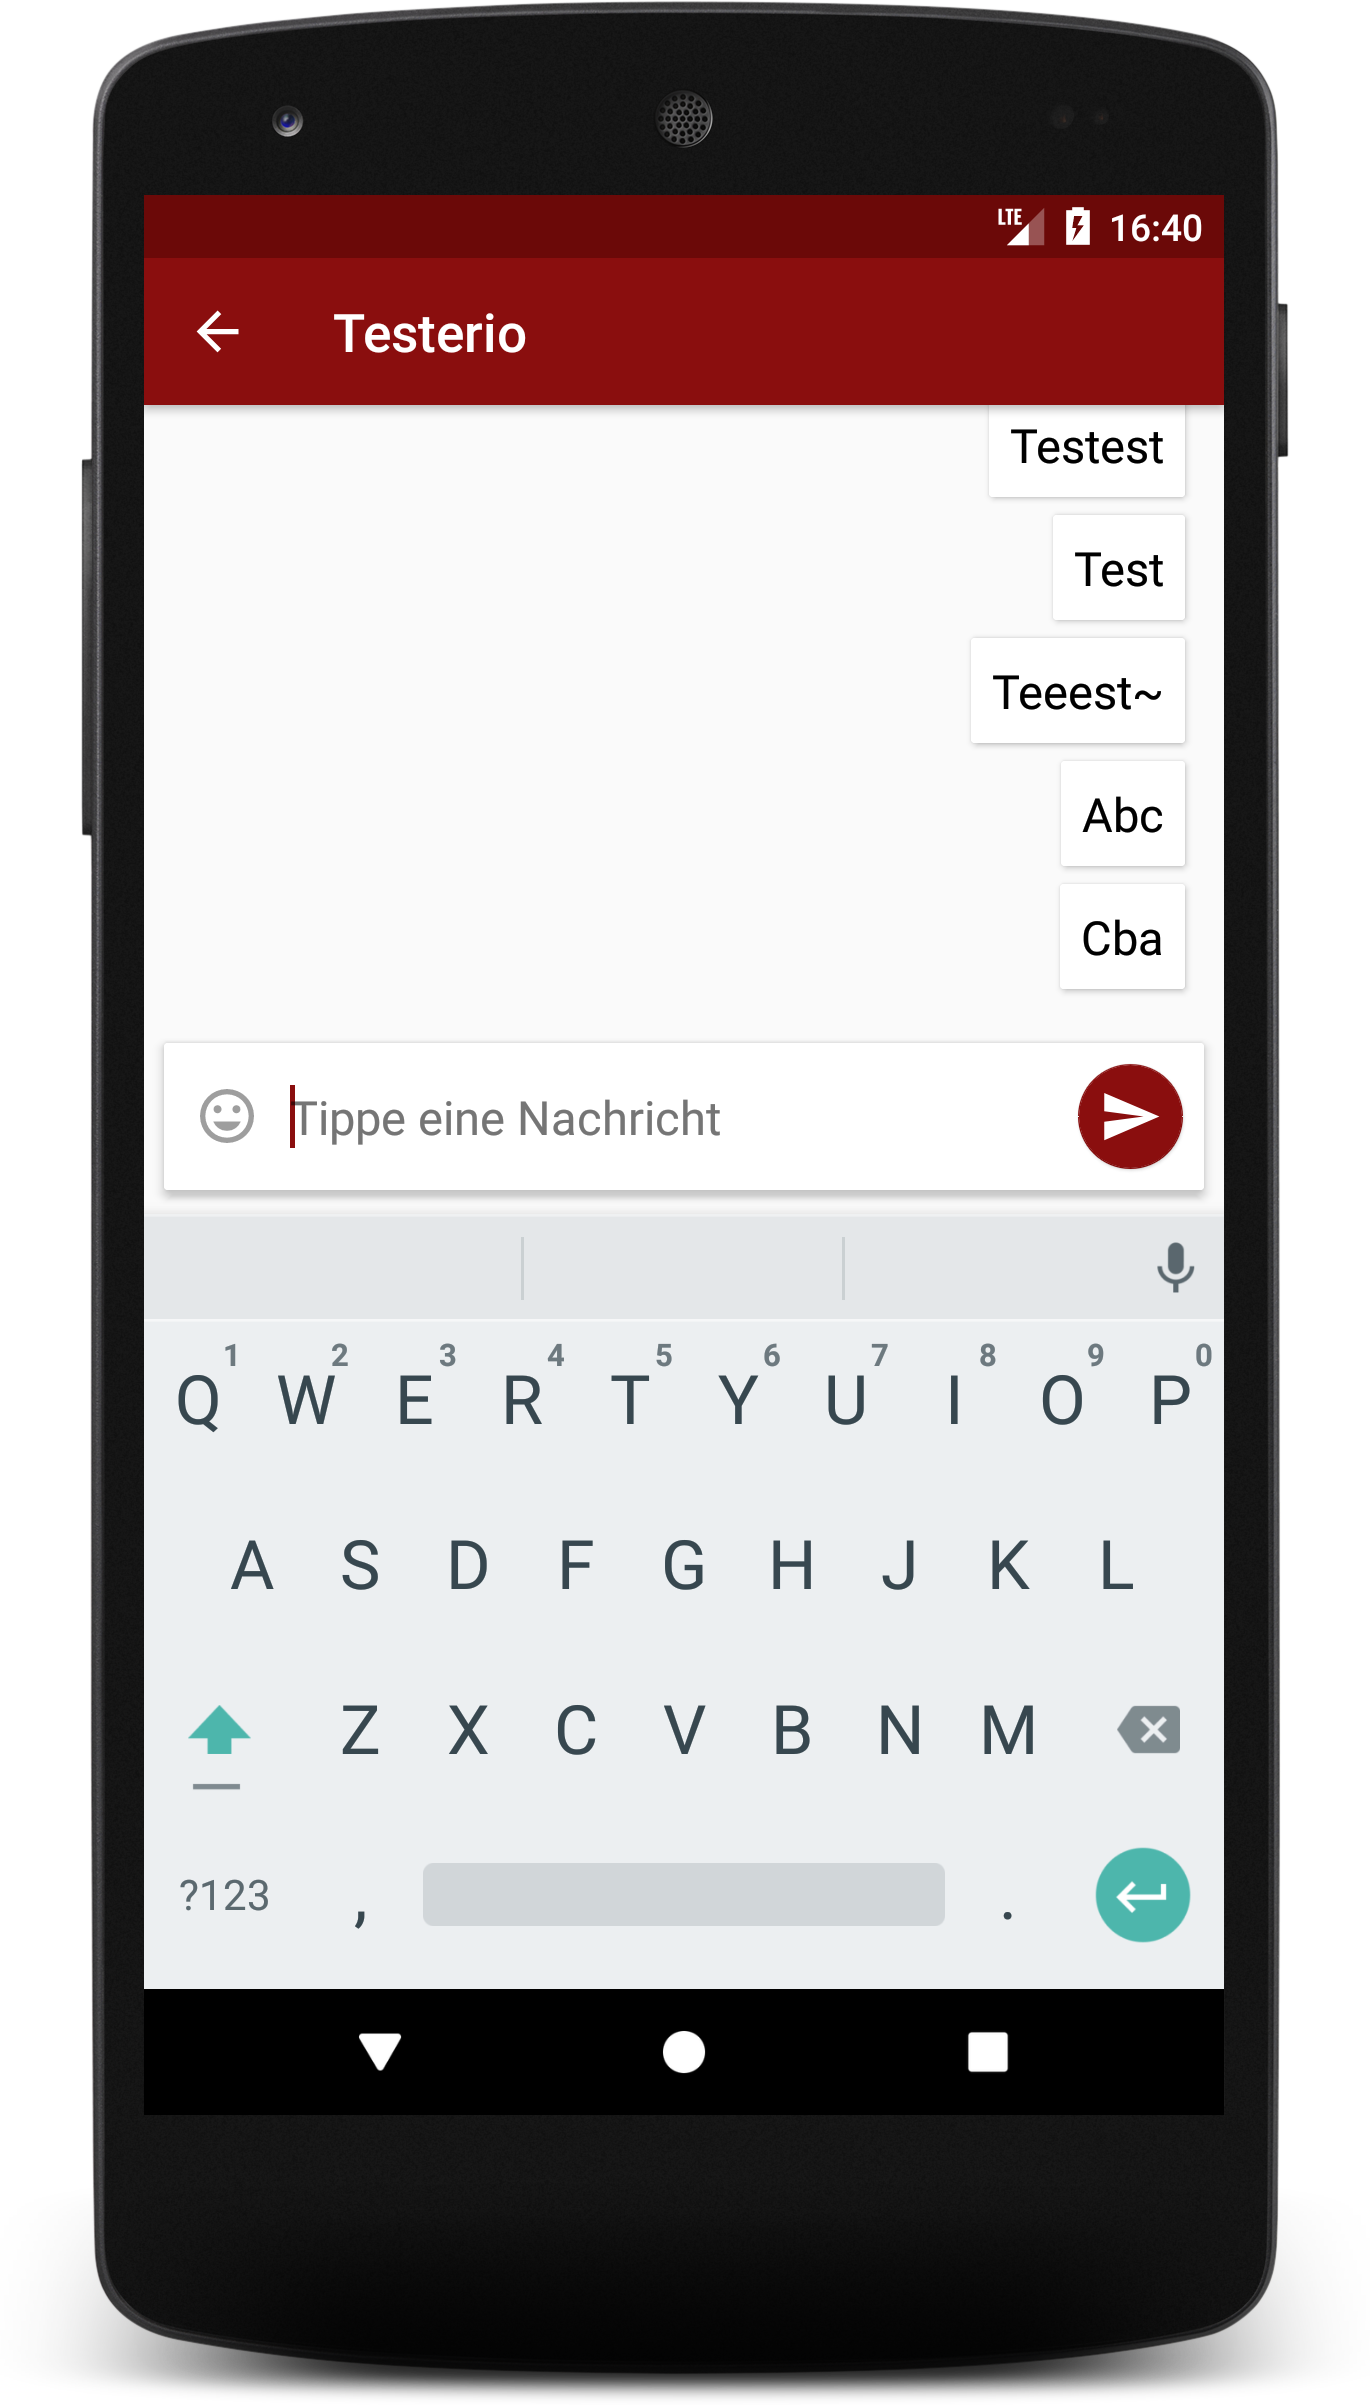 LTE 16:40
Testerio
Testest
Test
Teeest~
Abc
Cba
Tippe eine Nachricht
1 2 3 4 5 6 7 8 9 0
Q W E R T Y U I O P
A S D F G H J K L
Z X C V B N M
?123 , .